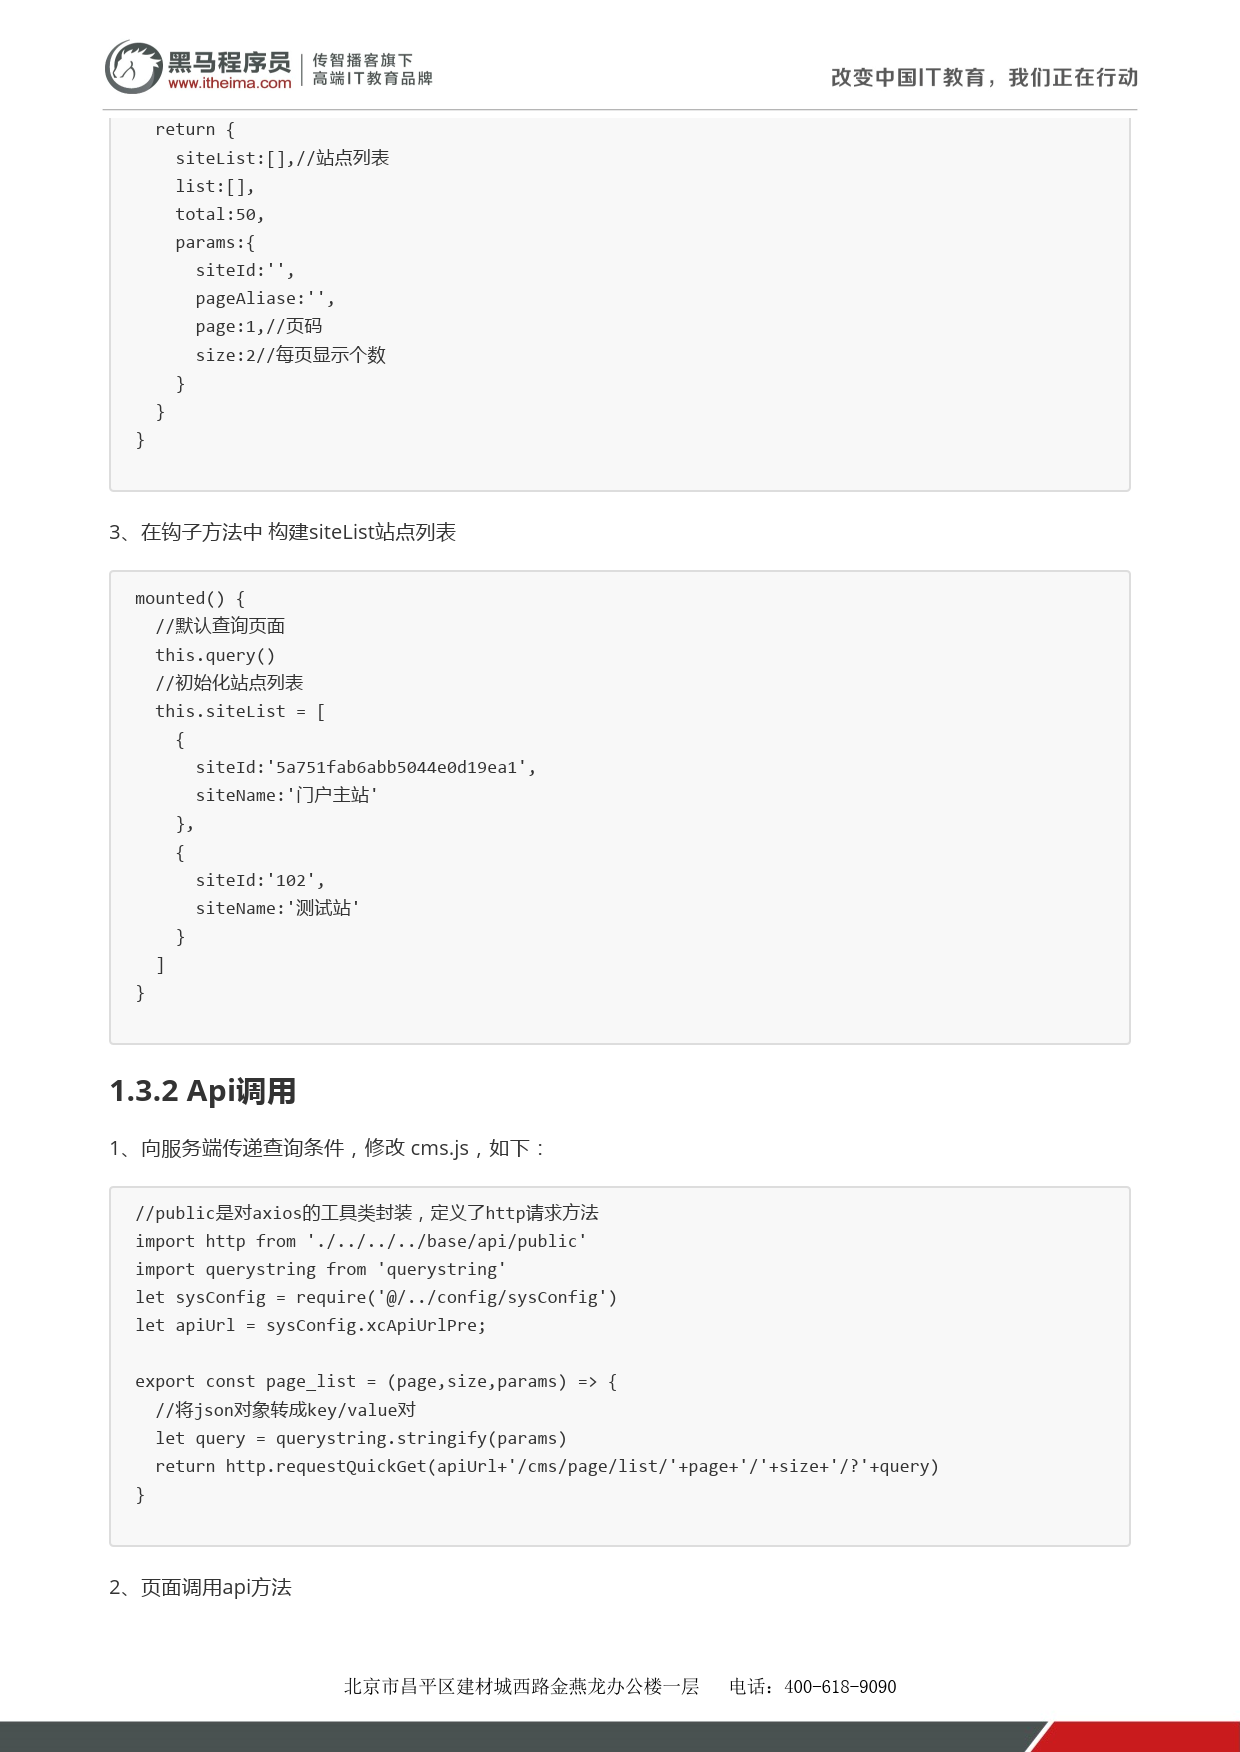 黑马程序员
www.itheima.com
传智播客旗下
高端IT教育品牌
改变中国IT教育，我们正在行动
  return {
    siteList:[],//站点列表
    list:[],
    total:50,
    params:{
      siteId:'',
      pageAliase:'',
      page:1,//页码
      size:2//每页显示个数
    }
  }
}
3、在钩子方法中 构建siteList站点列表
mounted() {
  //默认查询页面
  this.query()
  //初始化站点列表
  this.siteList = [
    {
      siteId:'5a751fab6abb5044e0d19ea1',
      siteName:'门户主站'
    },
    {
      siteId:'102',
      siteName:'测试站'
    }
  ]
}
1.3.2 Api调用
1、向服务端传递查询条件，修改 cms.js，如下：
//public是对axios的工具类封装，定义了http请求方法
import http from './../../../base/api/public'
import querystring from 'querystring'
let sysConfig = require('@/../config/sysConfig')
let apiUrl = sysConfig.xcApiUrlPre;
export const page_list = (page,size,params) => {
  //将json对象转成key/value对
  let query = querystring.stringify(params)
  return http.requestQuickGet(apiUrl+'/cms/page/list/'+page+'/'+size+'/?'+query)
}
2、页面调用api方法
北京市昌平区建材城西路金燕龙办公楼一层 电话：400-618-9090